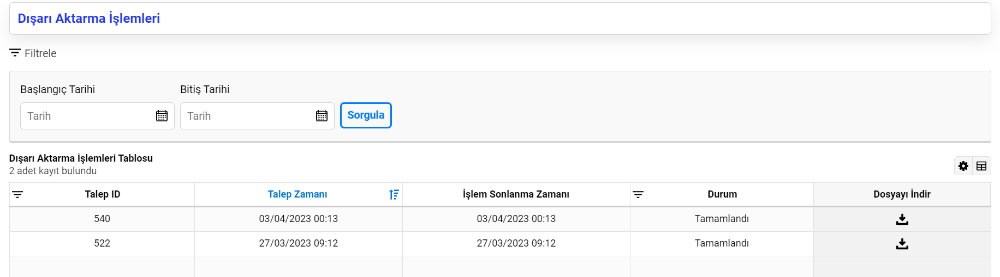 Dışarı Aktarma İşlemleri
Filtrele
Başlangıç Tarihi Bitiş Tarihi
Tarih Tarih Sorgula
Dışarı Aktarma İşlemleri Tablosu
2 adet kayıt bulundu
Talep ID Talep Zamanı İşlem Sonlanma Zamanı Durum Dosyayı İndir
540 03/04/2023 00:13 03/04/2023 00:13 Tamamlandı
522 27/03/2023 09:12 27/03/2023 09:12 Tamamlandı